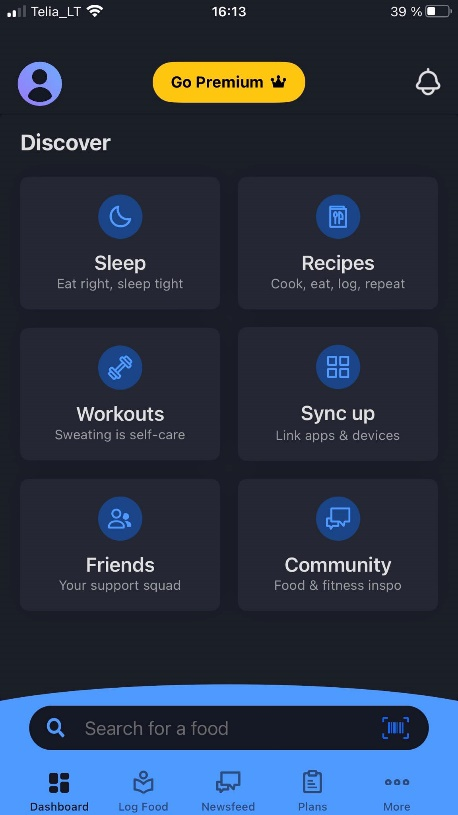 Telia_LT 16:13 39 %
Go Premium
Discover
Sleep
Eat right, sleep tight
Recipes
Cook, eat, log, repeat
Workouts
Sweating is self-care
Sync up
Link apps & devices
Friends
Your support squad
Community
Food & fitness inspo
Search for a food
Dashboard
Log Food
Newsfeed
Plans
More